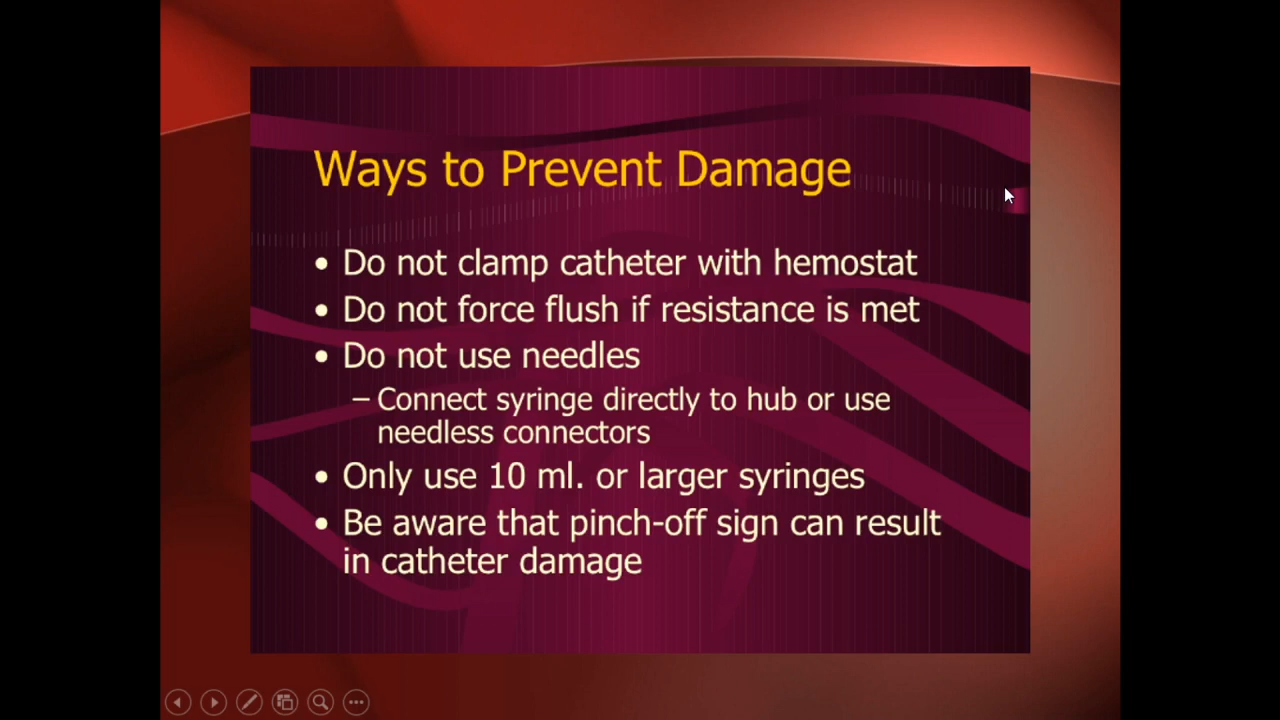 Ways to Prevent Damage
• Do not clamp catheter with hemostat
• Do not force flush if resistance is met
• Do not use needles
– Connect syringe directly to hub or use
needless connectors
• Only use 10 ml. or larger syringes
• Be aware that pinch-off sign can result
in catheter damage